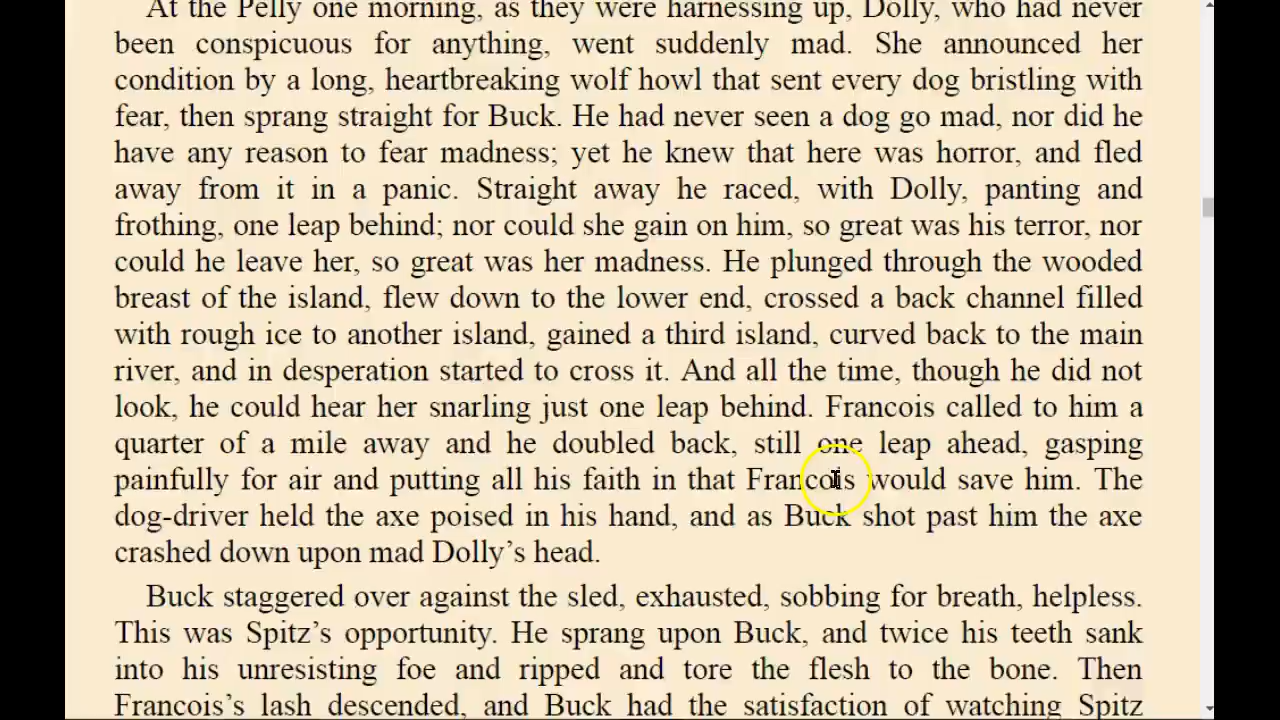 At the Pelly one morning, as they were harnessing up, Dolly, who had never
been conspicuous for anything, went suddenly mad. She announced her
condition by a long, heartbreaking wolf howl that sent every dog bristling with
fear, then sprang straight for Buck. He had never seen a dog go mad, nor did he
have any reason to fear madness; yet he knew that here was horror, and fled
away from it in a panic. Straight away he raced, with Dolly, panting and
frothing, one leap behind; nor could she gain on him, so great was his terror, nor
could he leave her, so great was her madness. He plunged through the wooded
breast of the island, flew down to the lower end, crossed a back channel filled
with rough ice to another island, gained a third island, curved back to the main
river, and in desperation started to cross it. And all the time, though he did not
look, he could hear her snarling just one leap behind. Francois called to him a
quarter of a mile away and he doubled back, still one leap ahead, gasping
painfully for air and putting all his faith in that Francois would save him. The
dog-driver held the axe poised in his hand, and as Buck shot past him the axe
crashed down upon mad Dolly’s head.
Buck staggered over against the sled, exhausted, sobbing for breath, helpless.
This was Spitz’s opportunity. He sprang upon Buck, and twice his teeth sank
into his unresisting foe and ripped and tore the flesh to the bone. Then
Francois’s lash descended, and Buck had the satisfaction of watching Spitz